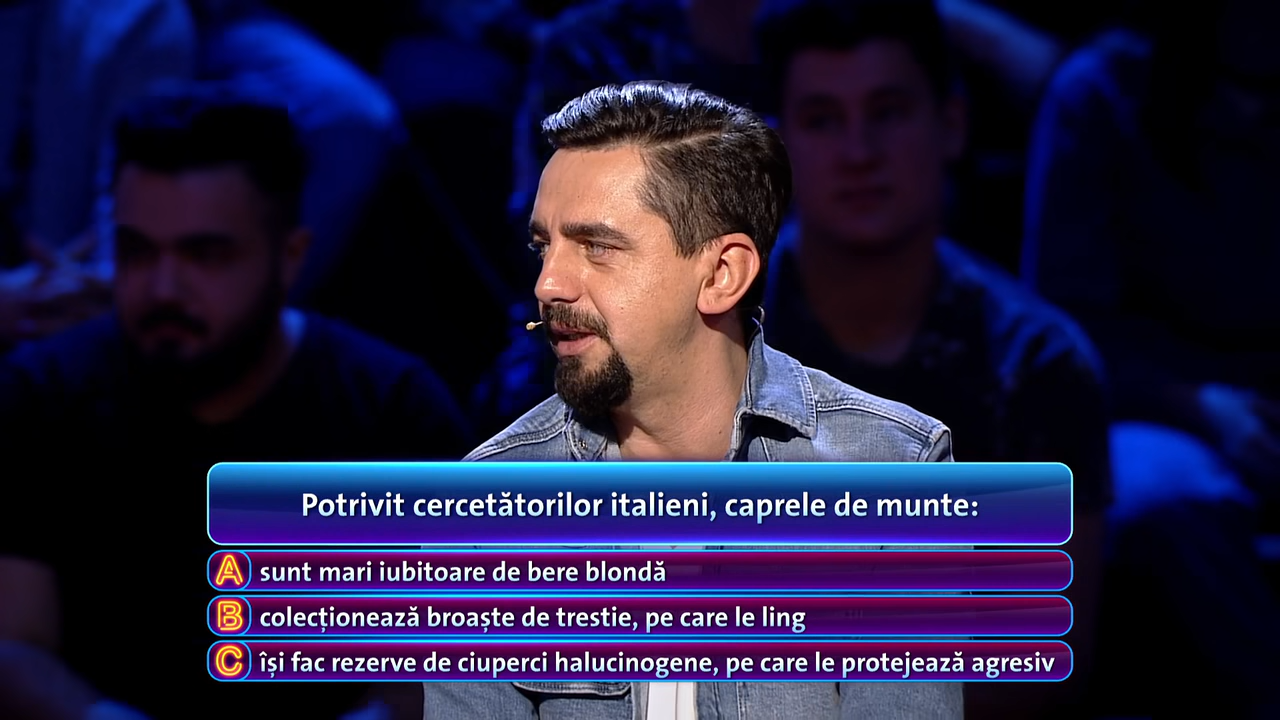 Potrivit cercetătorilor italieni, caprele de munte:
A sunt mari iubitoare de bere blondă
B colecționează broaște de trestie, pe care le ling
C își fac rezerve de ciuperci halucinogene, pe care le protejează agresiv